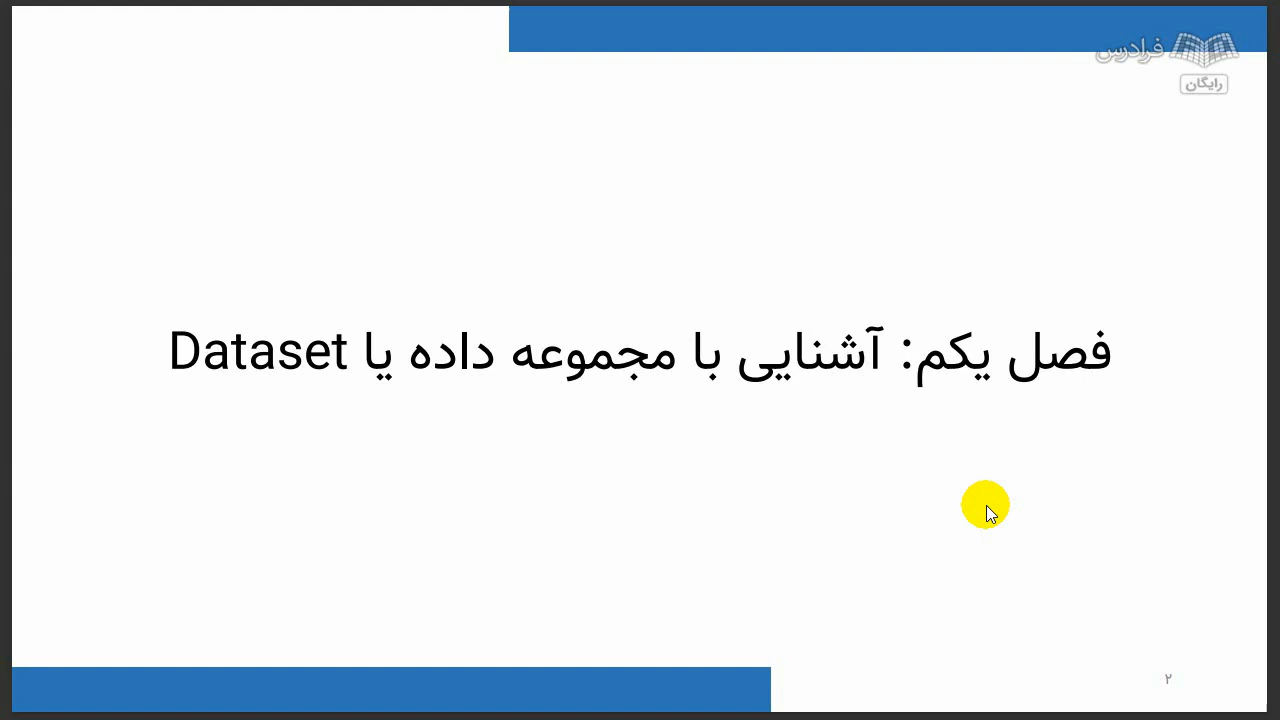 فرادرس
رایگان
فصل یکم: آشنایی با مجموعه داده یا Dataset
۲